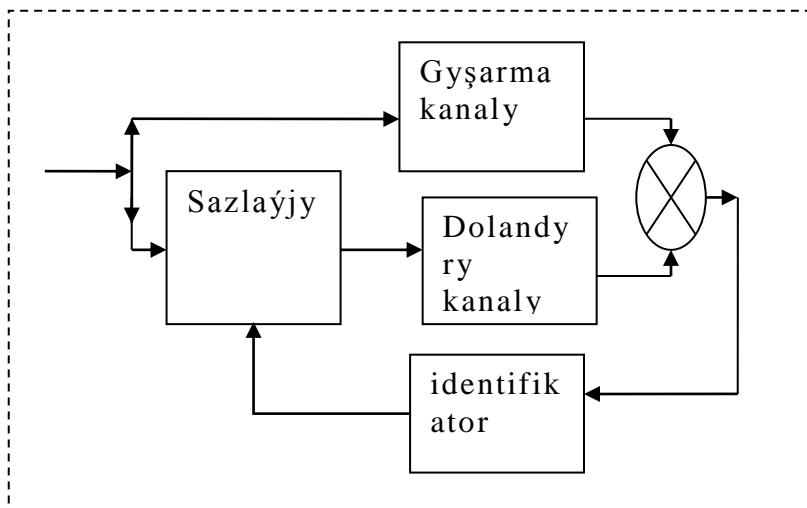 Gyşarma
kanaly
Sazlaýjy
Dolandy
ry
kanaly
identifik
ator